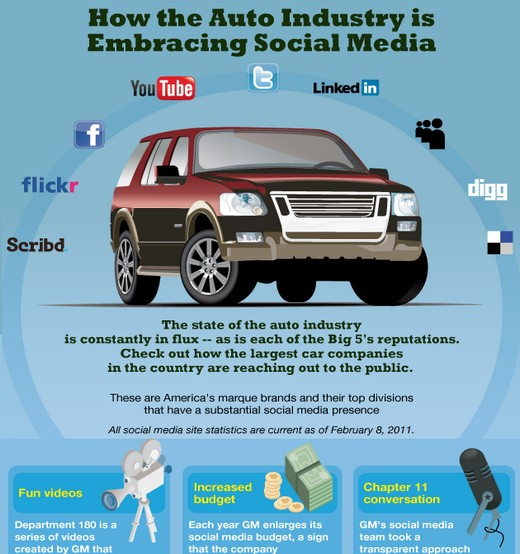 How the Auto Industry is
Embracing Social Media
YouTube
t
LinkedIn
f
flickr
digg
Scribd.
The state of the auto industry
is constantly in flux -- as is each of the Big 5's reputations.
Check out how the largest car companies
in the country are reaching out to the public.
These are America's marque brands and their top divisions
that have a substantial social media presence
All social media site statistics are current as of February 8, 2011.
Fun videos
Department 180 is a
series of videos
created by GM that
Increased
budget
Each year GM enlarges its
social media budget, a sign
that the company
Chapter 11
conversation
GM's social media
team took a
transparent approach